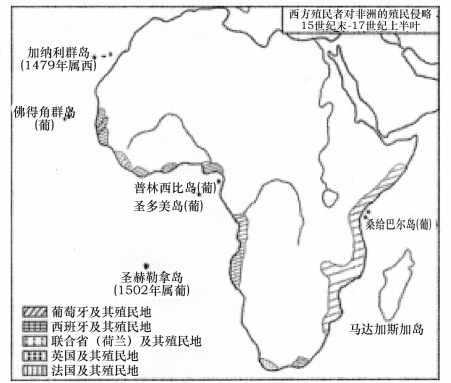 西方殖民者对非洲的殖民侵略
15世纪末-17世纪上半叶
加纳利群岛
(1479年属西)
佛得角群岛
(葡)
普林西比岛(葡)
圣多美岛(葡)
桑给巴尔岛(葡)
圣赫勒拿岛
(1502年属葡)
马达加斯加岛
葡萄牙及其殖民地
西班牙及其殖民地
联合省（荷兰）及其殖民地
英国及其殖民地
法国及其殖民地